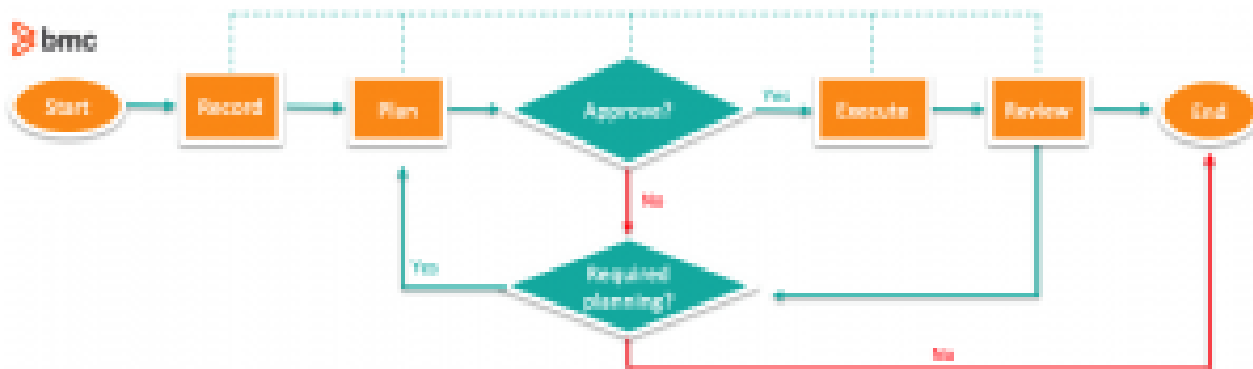 bmc
Start
Record
Plan
Approve?
Yes
Execute
Review
End
No
Required
planning?
Yes
No